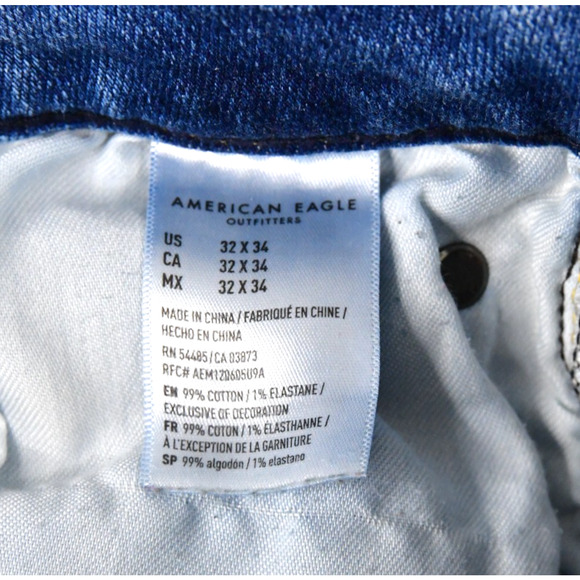 AMERICAN EAGLE
OUTFITTERS
US 32 X 34
CA 32 X 34
MX 32 X 34
MADE IN CHINA / FABRIQUÉ EN CHINE /
HECHO EN CHINA
RN 54485 / CA 03873
RFC# AEM120605U9A
EN 99% COTTON / 1% ELASTANE /
EXCLUSIVE OF DECORATION
FR 99% COTON / 1% ÉLASTHANNE /
À L'EXCEPTION DE LA GARNITURE
SP 99% algodón / 1% elastano